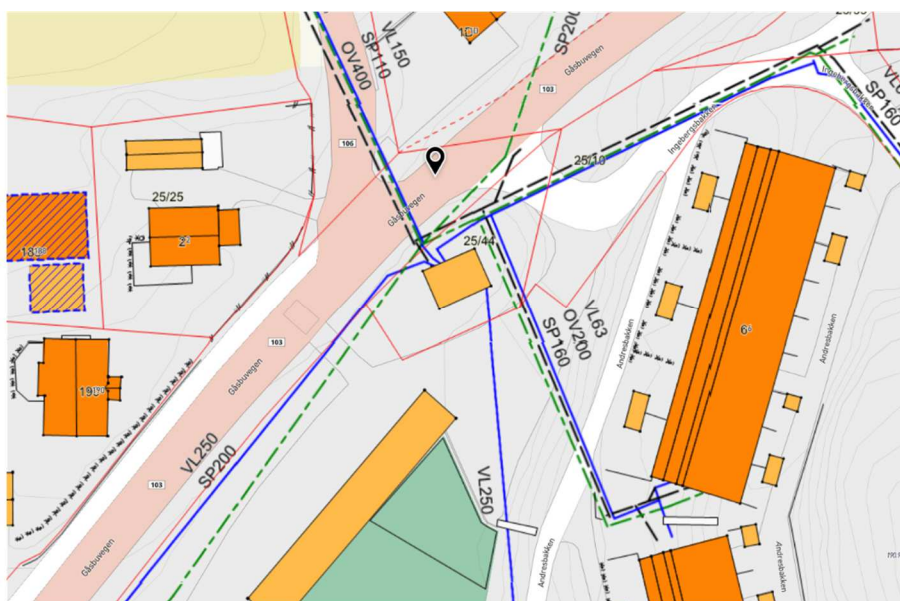 VL150
SP110
OV400
SP200
Gåsbuvegen
103
106
SP160
Ingebergsbakken
25/10
25/25
2
18
25/44
Gåsbuvegen
VL63
OV200
SP160
Andresbakken
6
Andresbakken
103
Gåsbuvegen
VL250
SP200
103
VL250
Gåsbuvegen
Andresbakken
Andresbakken